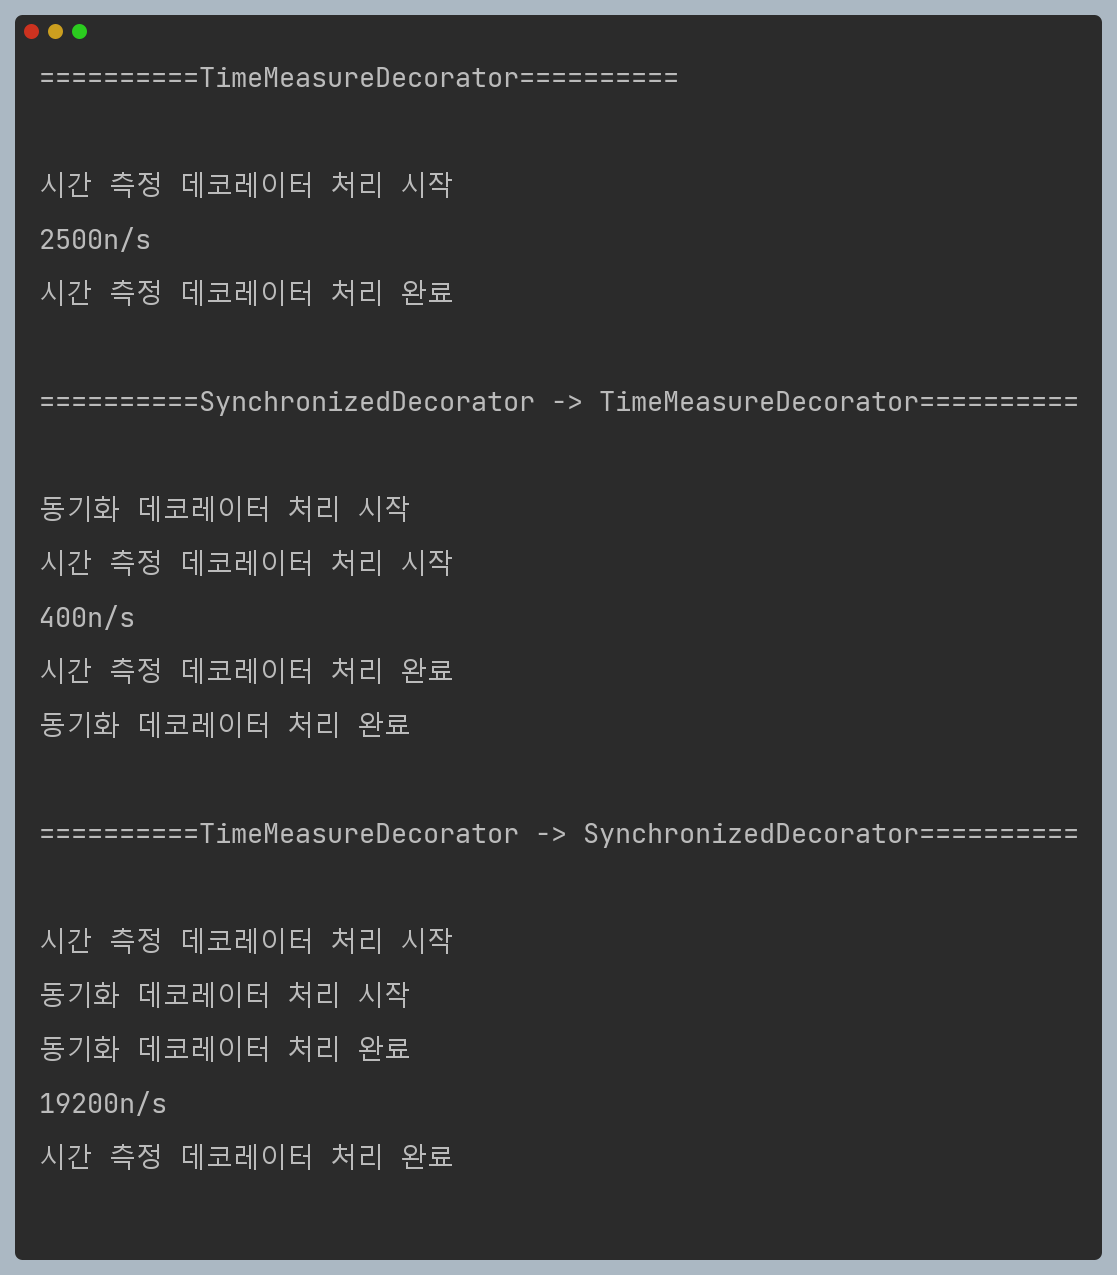 ==========TimeMeasureDecorator==========
시간 측정 데코레이터 처리 시작
2500n/s
시간 측정 데코레이터 처리 완료
==========SynchronizedDecorator -> TimeMeasureDecorator==========
동기화 데코레이터 처리 시작
시간 측정 데코레이터 처리 시작
400n/s
시간 측정 데코레이터 처리 완료
동기화 데코레이터 처리 완료
==========TimeMeasureDecorator -> SynchronizedDecorator==========
시간 측정 데코레이터 처리 시작
동기화 데코레이터 처리 시작
동기화 데코레이터 처리 완료
19200n/s
시간 측정 데코레이터 처리 완료